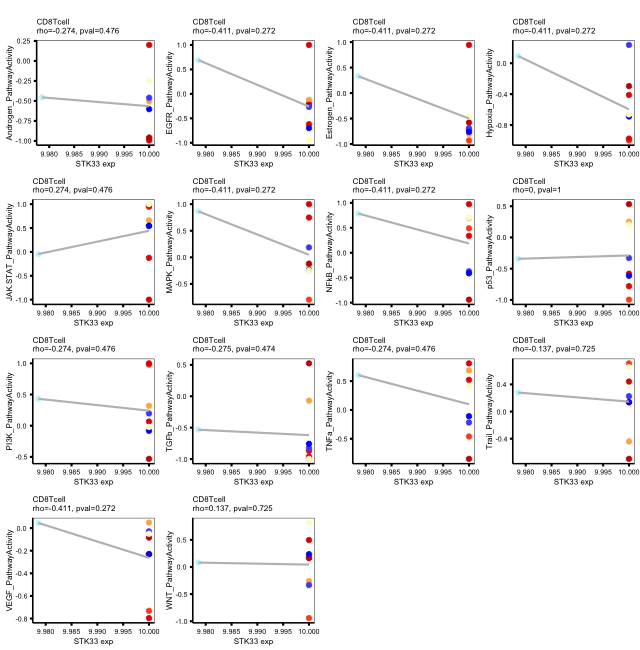 CD8Tcell
rho=-0.274, pval=0.476
Androgen_PathwayActivity
0.25
0.00
-0.25
-0.50
-0.75
-1.00
9.980 9.985 9.990 9.995 10.000
STK33 exp
CD8Tcell
rho=-0.411, pval=0.272
EGFR_PathwayActivity
1.0
0.5
0.0
-0.5
-1.0
9.980 9.985 9.990 9.995 10.000
STK33 exp
CD8Tcell
rho=-0.411, pval=0.272
Estrogen_PathwayActivity
1.0
0.5
0.0
-0.5
-1.0
9.980 9.985 9.990 9.995 10.000
STK33 exp
CD8Tcell
rho=-0.411, pval=0.272
Hypoxia_PathwayActivity
0.0
-0.4
-0.8
9.980 9.985 9.990 9.995 10.000
STK33 exp
CD8Tcell
rho=0.274, pval=0.476
JAK-STAT_PathwayActivity
1.0
0.5
0.0
-0.5
-1.0
9.980 9.985 9.990 9.995 10.000
STK33 exp
CD8Tcell
rho=-0.411, pval=0.272
MAPK_PathwayActivity
1.0
0.5
0.0
-0.5
9.980 9.985 9.990 9.995 10.000
STK33 exp
CD8Tcell
rho=-0.411, pval=0.272
NFkB_PathwayActivity
1.0
0.5
0.0
-0.5
-1.0
9.980 9.985 9.990 9.995 10.000
STK33 exp
CD8Tcell
rho=0, pval=1
p53_PathwayActivity
0.5
0.0
-0.5
-1.0
9.980 9.985 9.990 9.995 10.000
STK33 exp
CD8Tcell
rho=-0.274, pval=0.476
PI3K_PathwayActivity
1.0
0.5
0.0
-0.5
9.980 9.985 9.990 9.995 10.000
STK33 exp
CD8Tcell
rho=-0.275, pval=0.474
TGFb_PathwayActivity
0.5
0.0
-0.5
-1.0
9.980 9.985 9.990 9.995 10.000
STK33 exp
CD8Tcell
rho=-0.274, pval=0.476
TNFa_PathwayActivity
0.5
0.0
-0.5
9.980 9.985 9.990 9.995 10.000
STK33 exp
CD8Tcell
rho=-0.137, pval=0.725
Trail_PathwayActivity
0.4
0.0
-0.4
9.980 9.985 9.990 9.995 10.000
STK33 exp
CD8Tcell
rho=-0.411, pval=0.272
VEGF_PathwayActivity
0.0
-0.2
-0.4
-0.6
-0.8
9.980 9.985 9.990 9.995 10.000
STK33 exp
CD8Tcell
rho=0.137, pval=0.725
WNT_PathwayActivity
0.5
0.0
-0.5
-1.0
9.980 9.985 9.990 9.995 10.000
STK33 exp